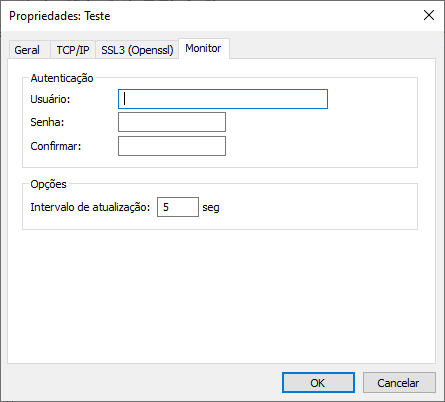 Propriedades: Teste
Geral TCP/IP SSL3 (Openssl) Monitor
Autenticação
Usuário:
Senha:
Confirmar:
Opções
Intervalo de atualização: 5 seg
OK Cancelar